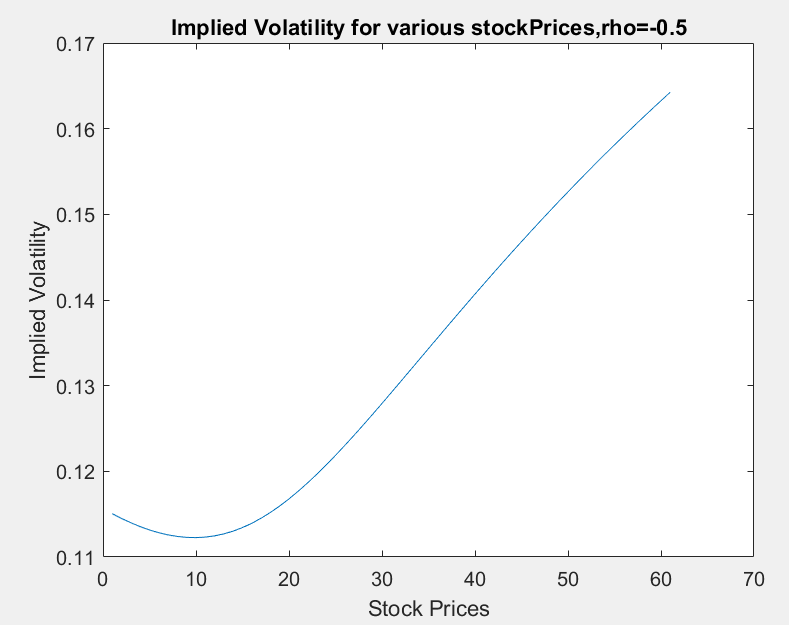 Implied Volatility for various stockPrices,rho=-0.5
0.17
0.16
0.15
0.14
0.13
0.12
0.11
Implied Volatility
0 10 20 30 40 50 60 70
Stock Prices